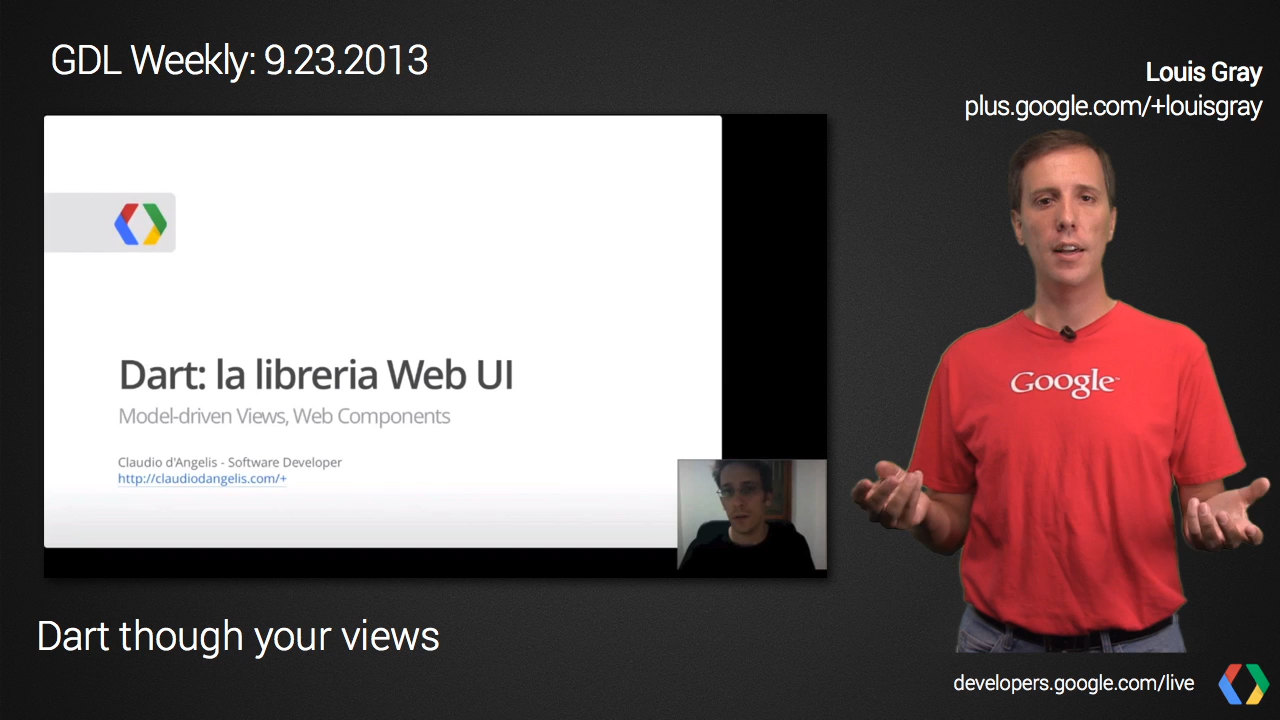 GDL Weekly: 9.23.2013
Louis Gray
plus.google.com/+louisgray
Dart: la libreria Web UI
Model-driven Views, Web Components
Claudio d'Angelis - Software Developer
http://claudiodangelis.com/+
Google™
Dart though your views
developers.google.com/live